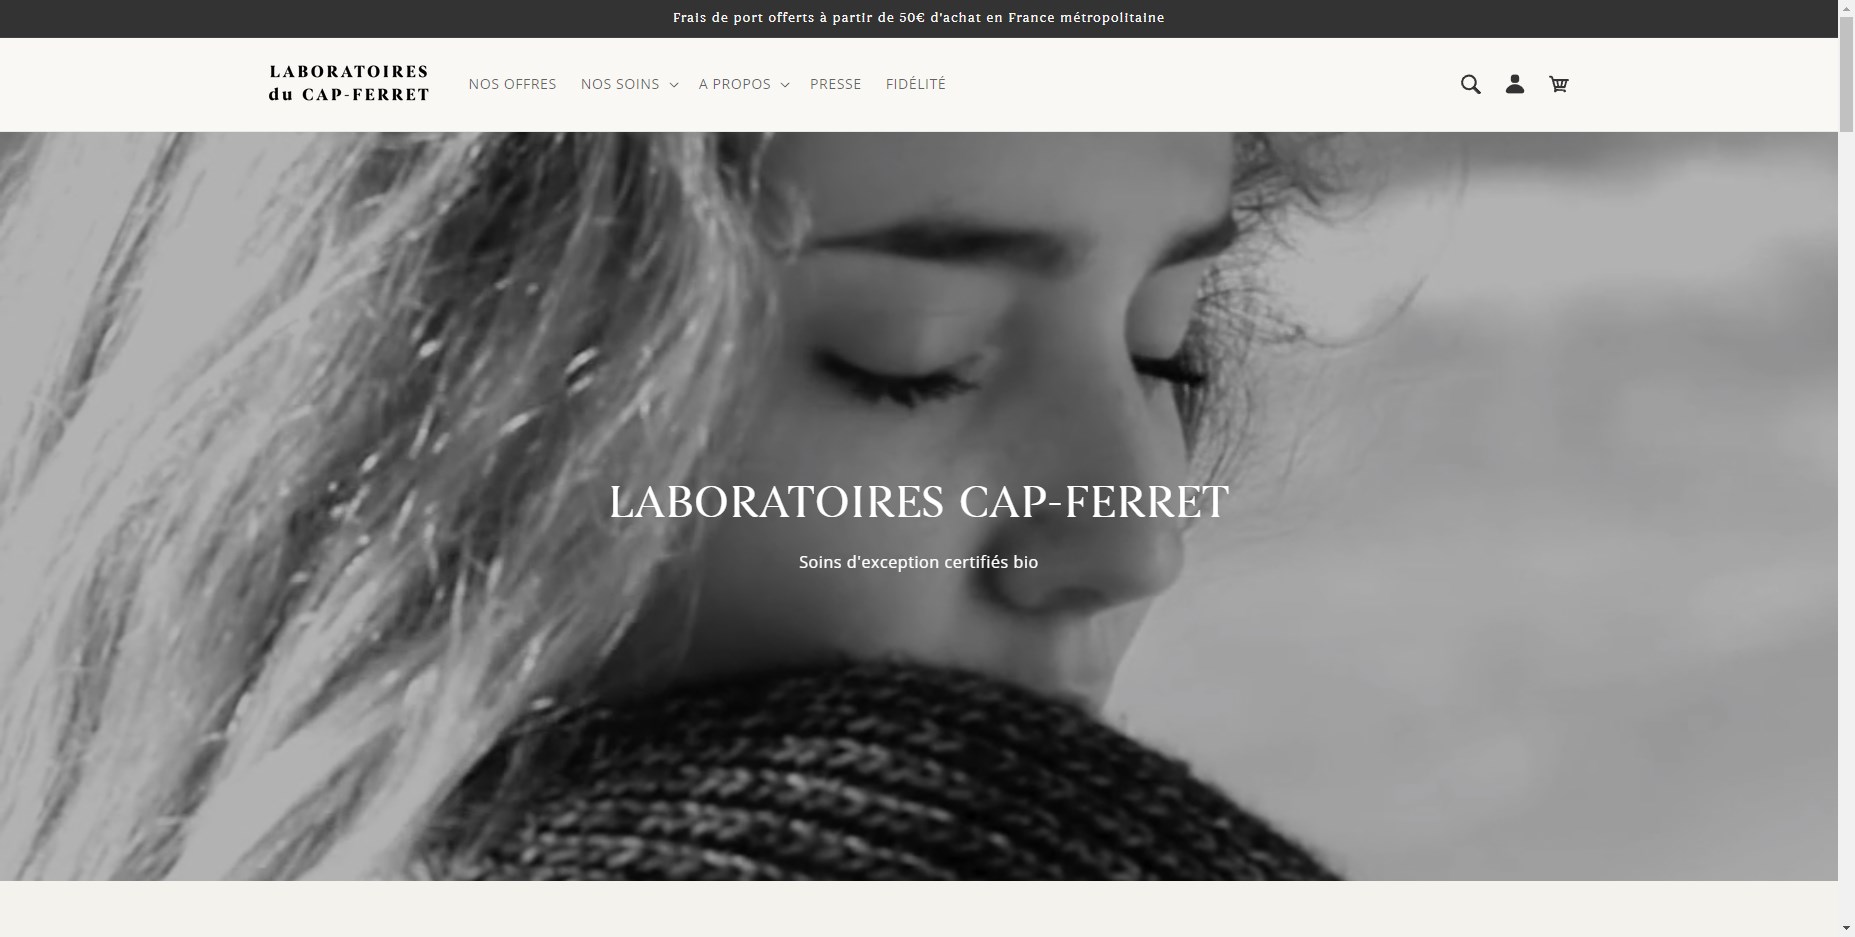 Frais de port offerts à partir de 50€ d'achat en France métropolitaine
LABORATOIRES
du CAP-FERRET
NOS OFFRES
NOS SOINS
A PROPOS
PRESSE
FIDÉLITÉ
LABORATOIRES CAP-FERRET
Soins d'exception certifiés bio